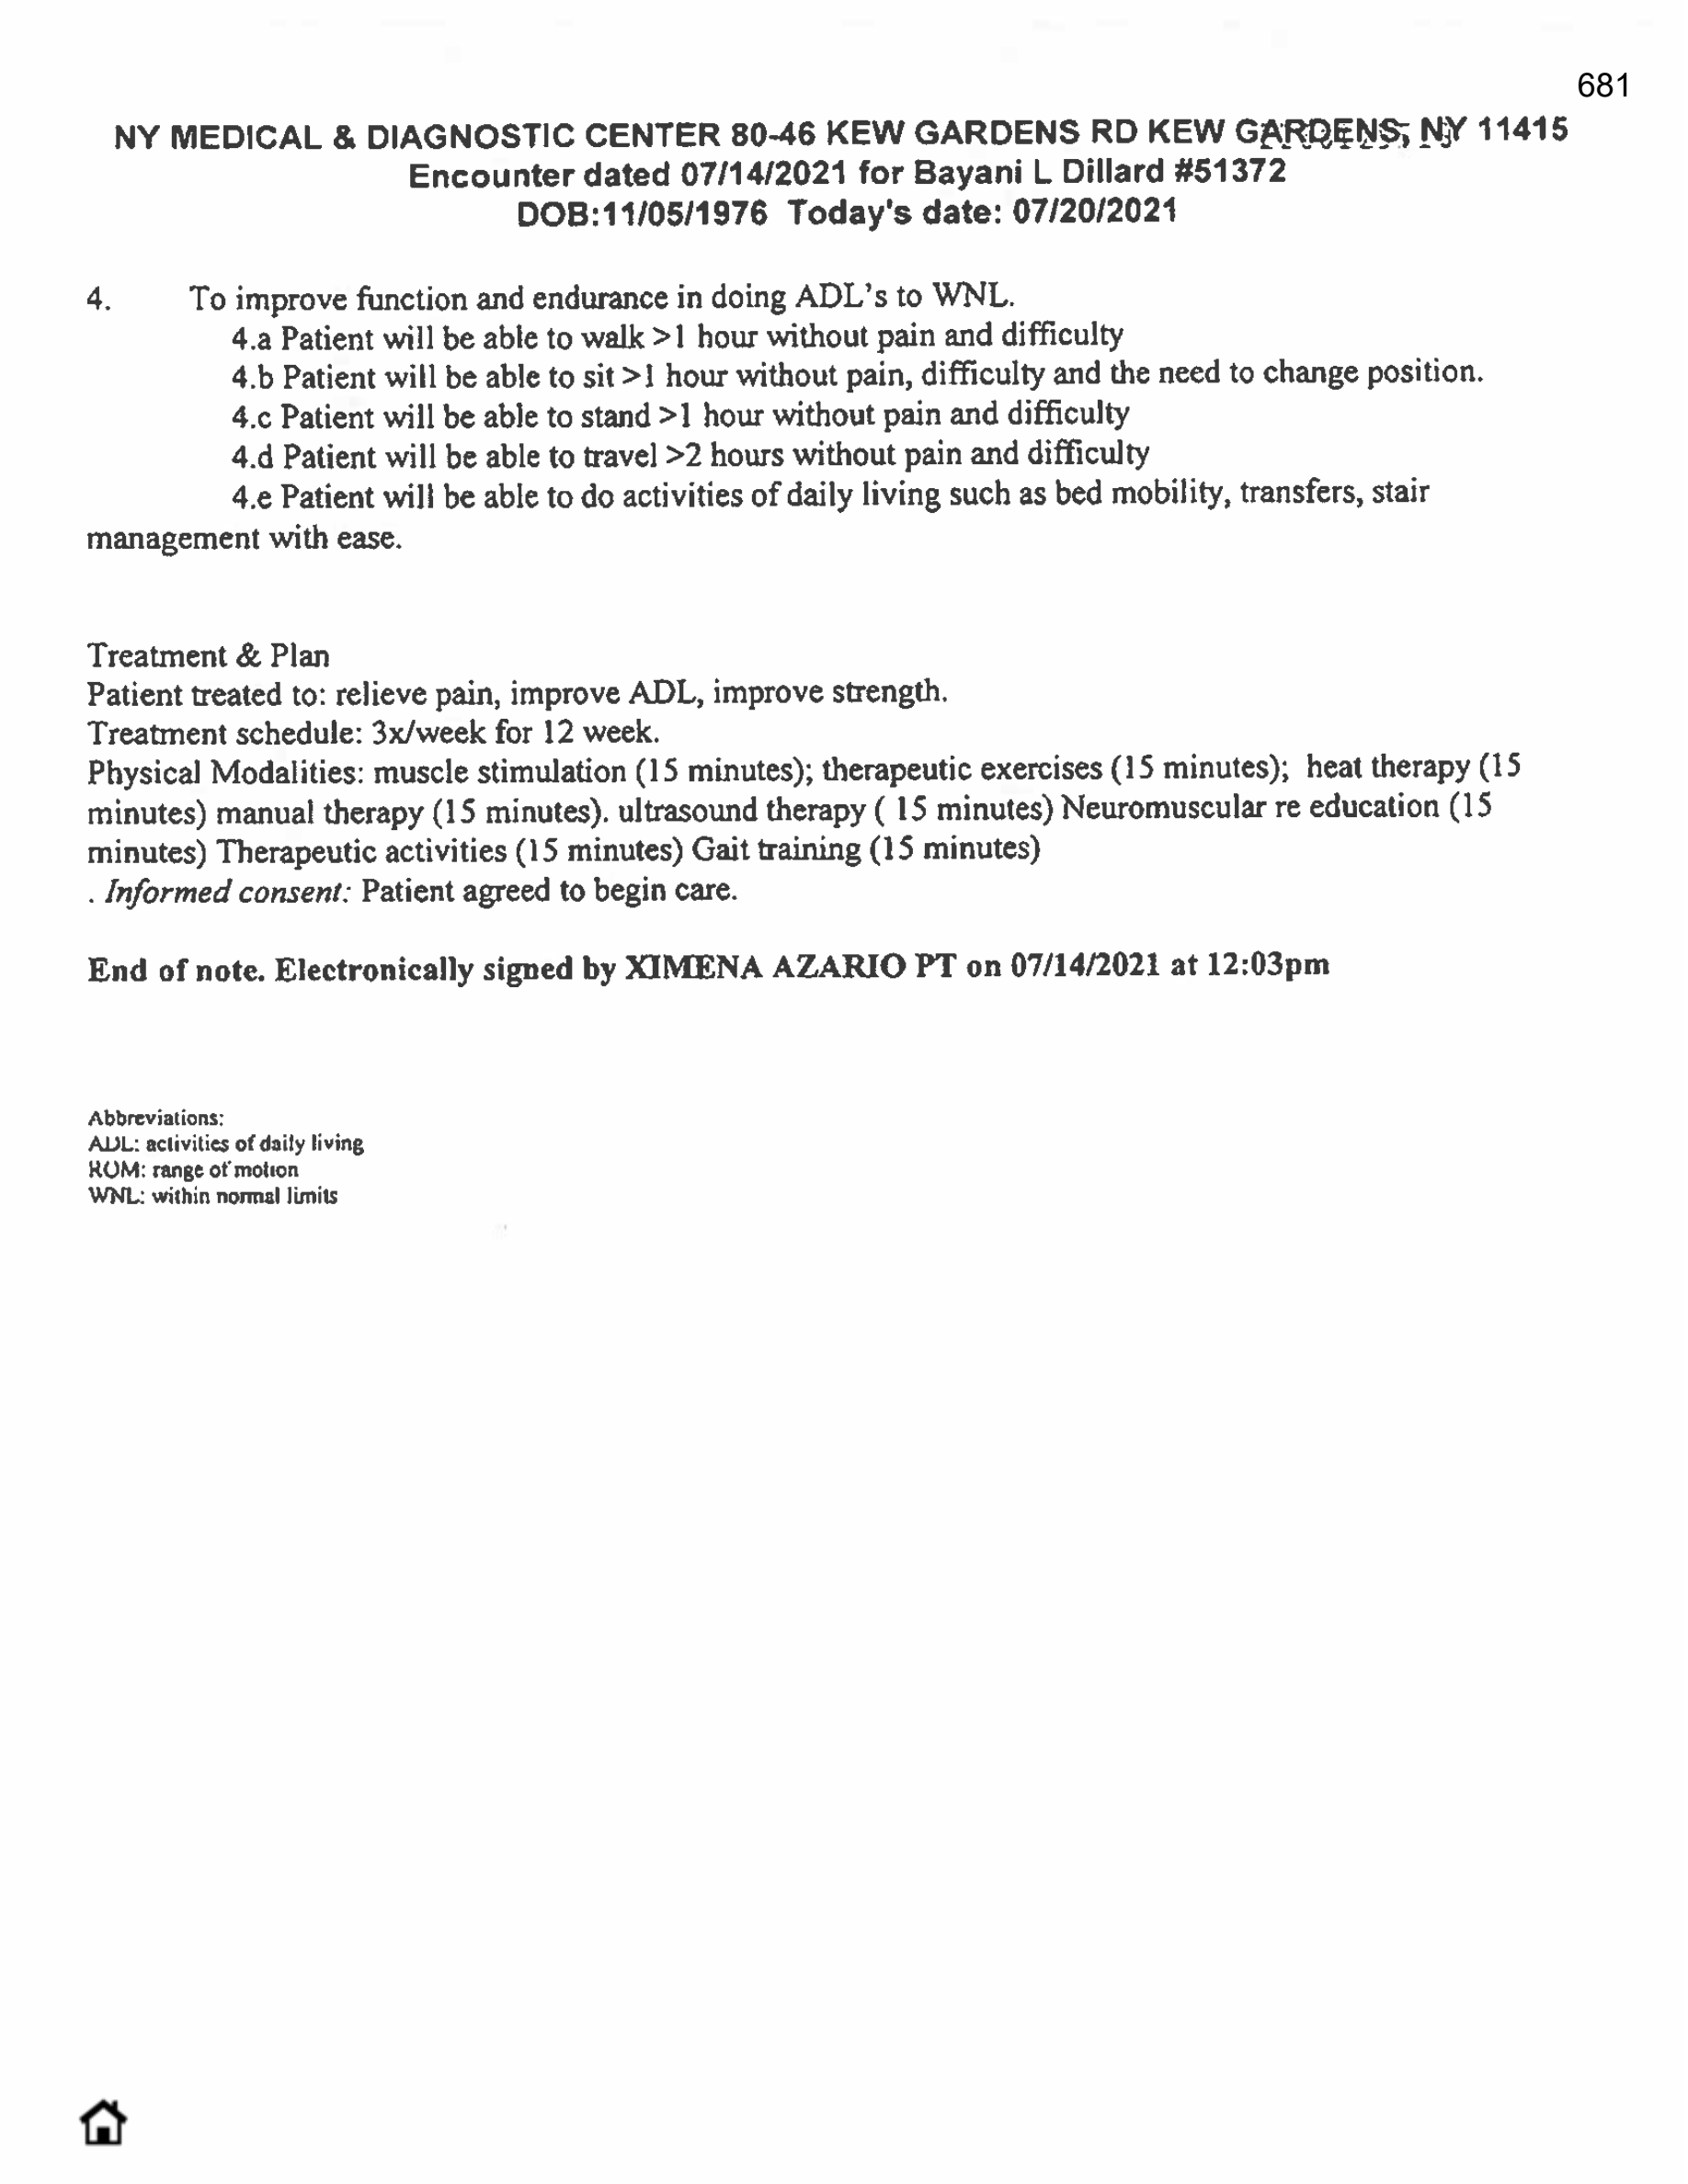 681
NY MEDICAL & DIAGNOSTIC CENTER 80-46 KEW GARDENS RD KEW GARDENS, NY 11415
Encounter dated 07/14/2021 for Bayani L Dillard #51372
DOB:11/05/1976 Today's date: 07/20/2021
4. To improve function and endurance in doing ADL's to WNL.
4.a Patient will be able to walk >1 hour without pain and difficulty
4.b Patient will be able to sit >1 hour without pain, difficulty and the need to change position.
4.c Patient will be able to stand >1 hour without pain and difficulty
4.d Patient will be able to travel >2 hours without pain and difficulty
4.e Patient will be able to do activities of daily living such as bed mobility, transfers, stair
management with ease.
Treatment & Plan
Patient treated to: relieve pain, improve ADL, improve strength.
Treatment schedule: 3x/week for 12 week.
Physical Modalities: muscle stimulation (15 minutes); therapeutic exercises (15 minutes); heat therapy (15
minutes) manual therapy (15 minutes). ultrasound therapy ( 15 minutes) Neuromuscular re education (15
minutes) Therapeutic activities (15 minutes) Gait training (15 minutes)
. Informed consent: Patient agreed to begin care.
End of note. Electronically signed by XIMENA AZARIO PT on 07/14/2021 at 12:03pm
Abbreviations:
ADL: activities of daily living
ROM: range of motion
WNL: within normal limits